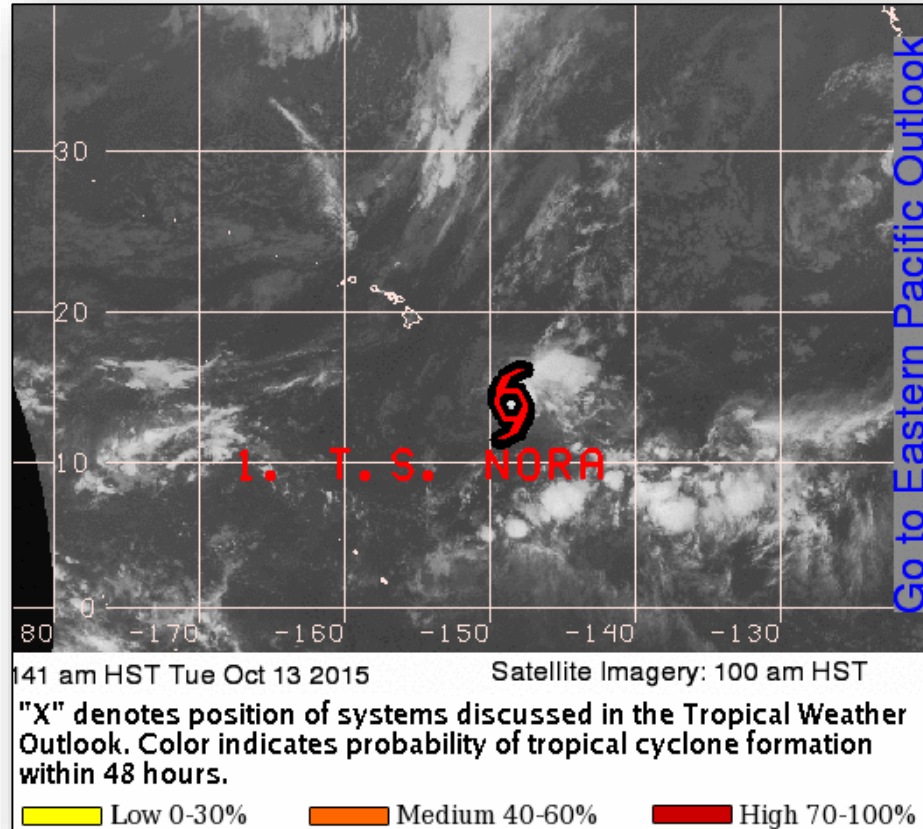 30
20
10
0
1. T.S. NORA
80 -170 -160 -150 -140 -130
Go to Eastern Pacific Outlook
141 am HST Tue Oct 13 2015 Satellite Imagery: 100 am HST
"X" denotes position of systems discussed in the Tropical Weather
Outlook. Color indicates probability of tropical cyclone formation
within 48 hours.
Low 0-30% Medium 40-60% High 70-100%